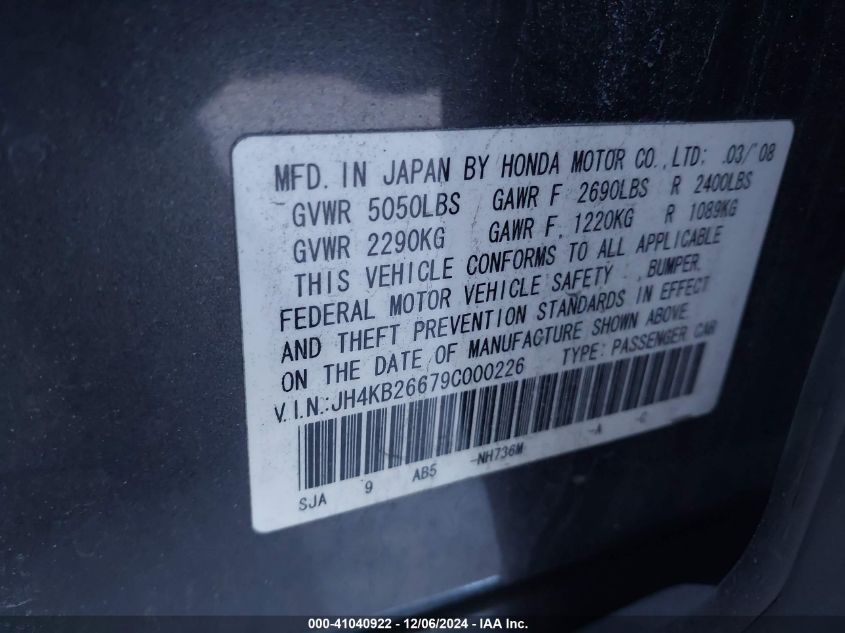 MFD. IN JAPAN BY HONDA MOTOR CO., LTD: .03/'08
GVWR 5050LBS GAWR F 2690LBS R 2400LBS
GVWR 2290KG GAWR F. 1220KG R 1089KG
THIS VEHICLE CONFORMS TO ALL APPLICABLE
FEDERAL MOTOR VEHICLE SAFETY , BUMPER,
AND THEFT PREVENTION STANDARDS IN EFFECT
ON THE DATE OF MANUFACTURE SHOWN ABOVE
V.I.N.:JH4KB26679C000226 TYPE: PASSENGER CAR
SJA 9 AB5 -NH736M -A -C
000-41040922 - 12/06/2024 - IAA Inc.